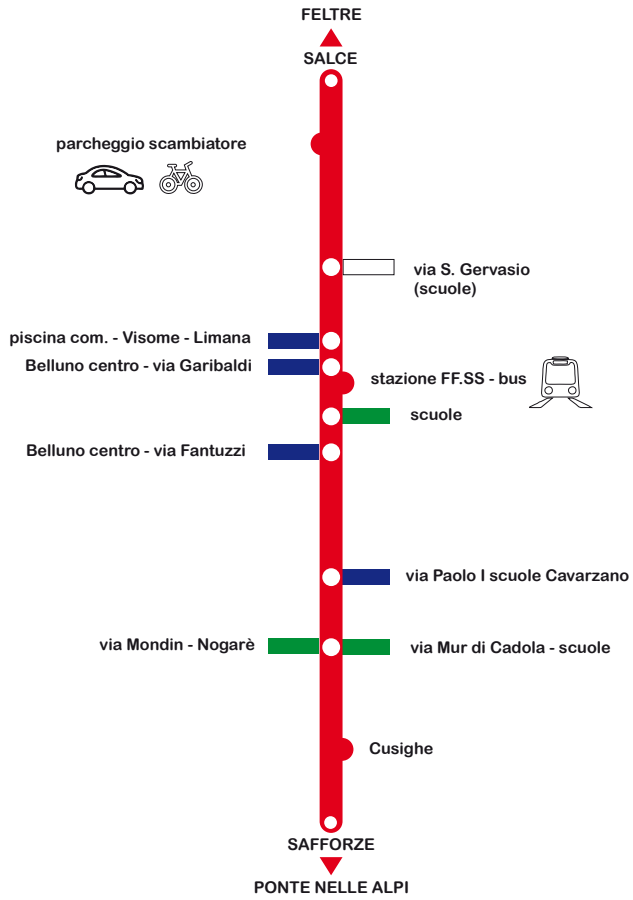 FELTRE
SALCE
parcheggio scambiatore
via S. Gervasio
(scuole)
piscina com. - Visome - Limana
Belluno centro - via Garibaldi
stazione FF.SS - bus
scuole
Belluno centro - via Fantuzzi
via Paolo I scuole Cavarzano
via Mondin - Nogarè
via Mur di Cadola - scuole
Cusighe
SAFFORZE
PONTE NELLE ALPI